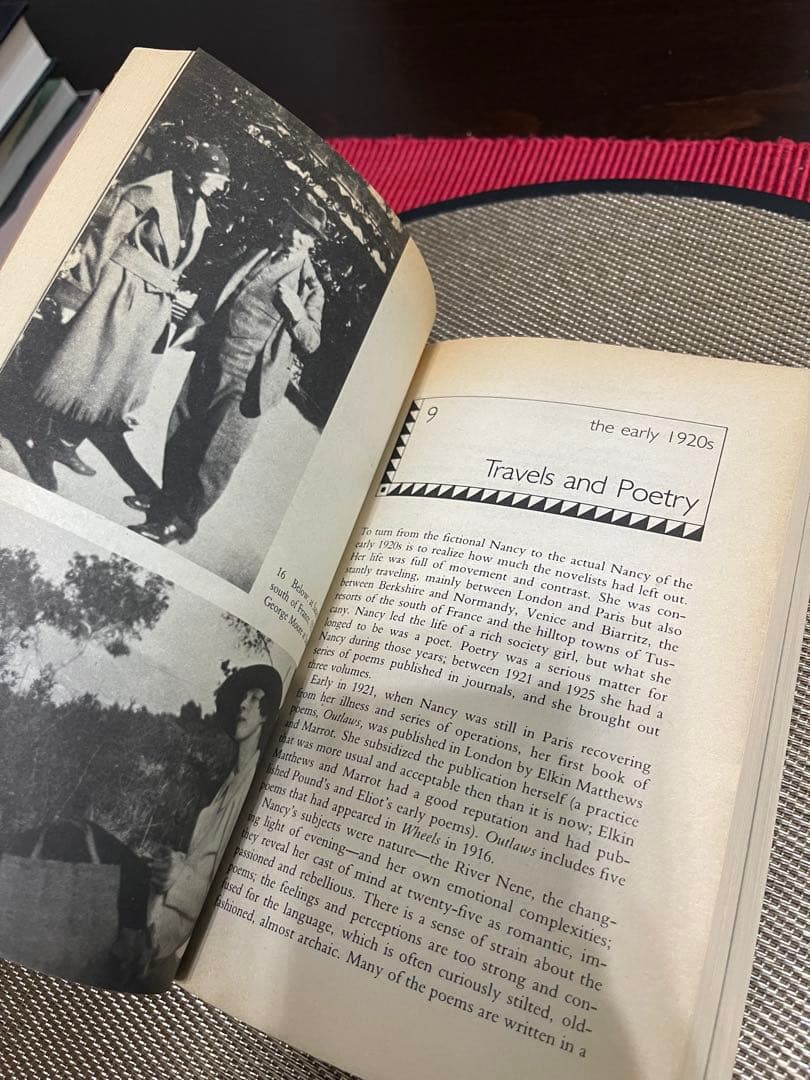 16 Below: a
south of France
George Moore
9
the early 1920s
Travels and Poetry
To turn from the fictional Nancy to the actual Nancy of the
early 1920s is to realize how much the novelists had left out.
Her life was full of movement and contrast. She was con-
stantly traveling, mainly between London and Paris but also
between Berkshire and Normandy, Venice and Biarritz, the
resorts of the south of France and the hilltop towns of Tus-
cany. Nancy led the life of a rich society girl, but what she
longed to be was a poet. Poetry was a serious matter for
Nancy during those years; between 1921 and 1925 she had a
series of poems published in journals, and she brought out
three volumes.
Early in 1921, when Nancy was still in Paris recovering
from her illness and series of operations, her first book of
poems, Outlaws, was published in London by Elkin Matthews
and Marrot. She subsidized the publication herself (a practice
that was more usual and acceptable then than it is now; Elkin
Matthews and Marrot had a good reputation and had pub-
lished Pound's and Eliot's early poems). Outlaws includes five
poems that had appeared in Wheels in 1916.
Nancy's subjects were nature—the River Nene, the chang-
ing light of evening—and her own emotional complexities;
they reveal her cast of mind at twenty-five as romantic, im-
passioned and rebellious. There is a sense of strain about the
poems; the feelings and perceptions are too strong and con-
fused for the language, which is often curiously stilted, old-
fashioned, almost archaic. Many of the poems are written in a